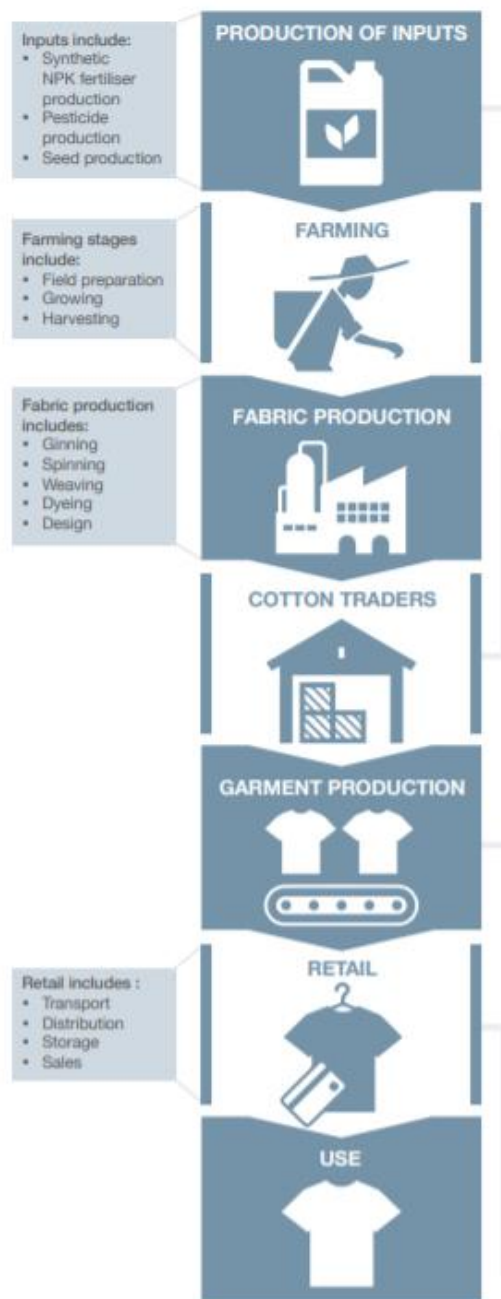 PRODUCTION OF INPUTS
Inputs include:
• Synthetic
NPK fertiliser
production
• Pesticide
production
• Seed production
FARMING
Farming stages
include:
• Field preparation
• Growing
• Harvesting
FABRIC PRODUCTION
Fabric production
includes:
• Ginning
• Spinning
• Weaving
• Dyeing
• Design
COTTON TRADERS
GARMENT PRODUCTION
RETAIL
Retail includes :
• Transport
• Distribution
• Storage
• Sales
USE